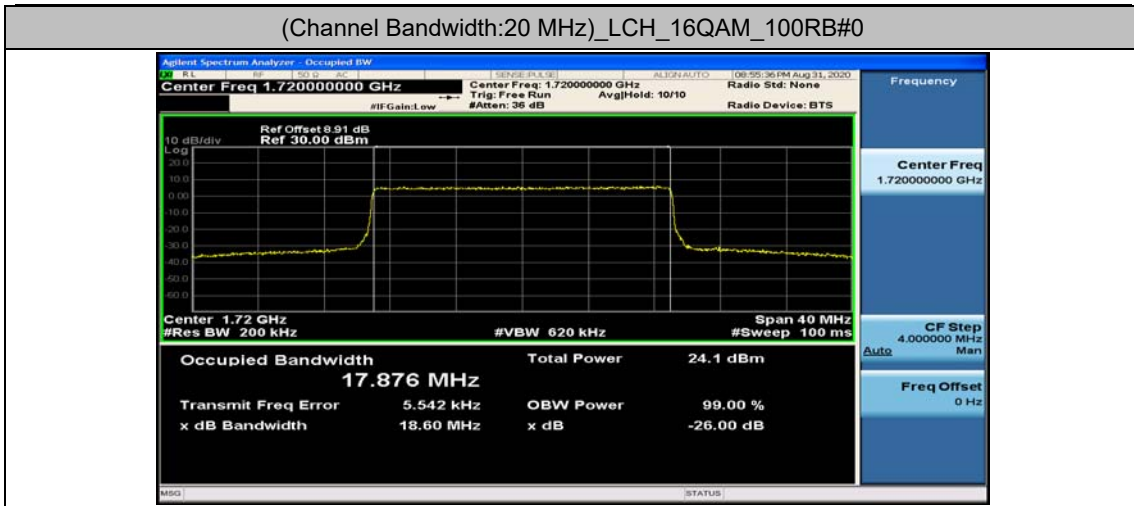 (Channel Bandwidth:20 MHz)_LCH_16QAM_100RB#0
Agilent Spectrum Analyzer - Occupied BW
RL RF 50 Ω AC SENSE:PULSE ALIGN AUTO 08:55:36 PM Aug 31, 2020
Center Freq 1.720000000 GHz
Center Freq: 1.720000000 GHz
Radio Std: None
Trig: Free Run Avg|Hold: 10/10
#IFGain:Low #Atten: 36 dB Radio Device: BTS
Frequency
Ref Offset 8.91 dB
10 dB/div Ref 30.00 dBm
Log
20.0
10.0
0.00
-10.0
-20.0
-30.0
-40.0
-50.0
-60.0
Center 1.72 GHz Span 40 MHz
#Res BW 200 kHz #VBW 620 kHz #Sweep 100 ms
Occupied Bandwidth Total Power 24.1 dBm
17.876 MHz
Transmit Freq Error 5.542 kHz OBW Power 99.00 %
x dB Bandwidth 18.60 MHz x dB -26.00 dB
Center Freq
1.720000000 GHz
CF Step
4.000000 MHz
Auto Man
Freq Offset
0 Hz
MSG STATUS